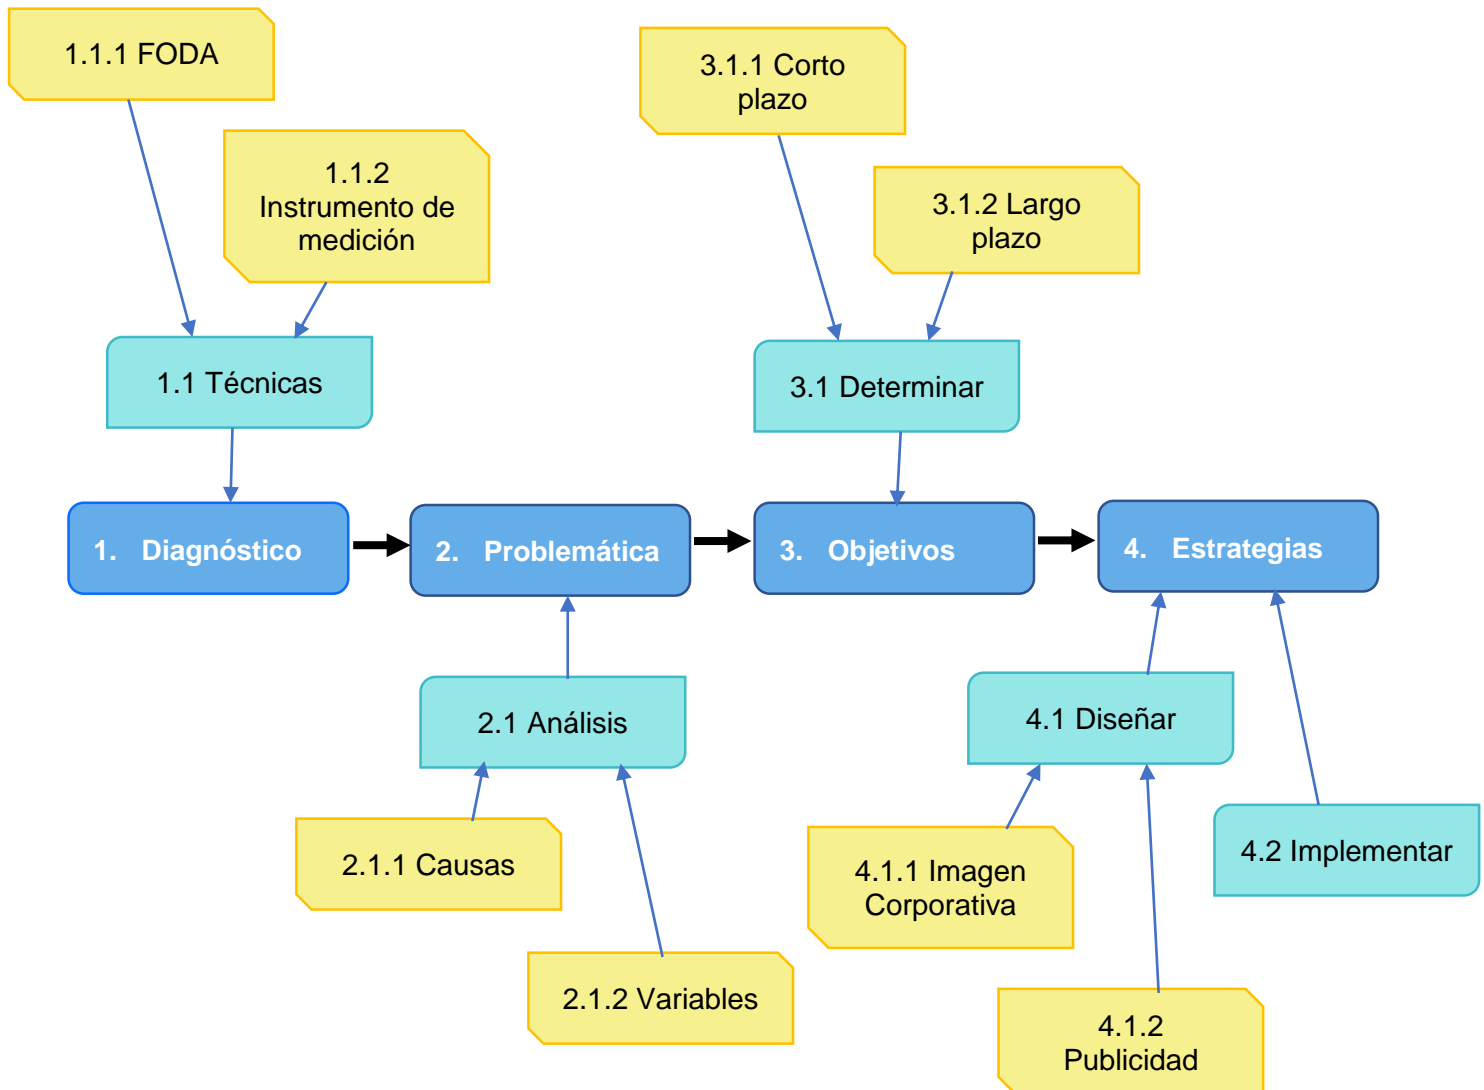 1.1.1 FODA
1.1.2
Instrumento de
medición
3.1.1 Corto
plazo
3.1.2 Largo
plazo
1.1 Técnicas
3.1 Determinar
1. Diagnóstico
2. Problemática
3. Objetivos
4. Estrategias
2.1 Análisis
4.1 Diseñar
2.1.1 Causas
4.1.1 Imagen
Corporativa
4.2 Implementar
2.1.2 Variables
4.1.2
Publicidad